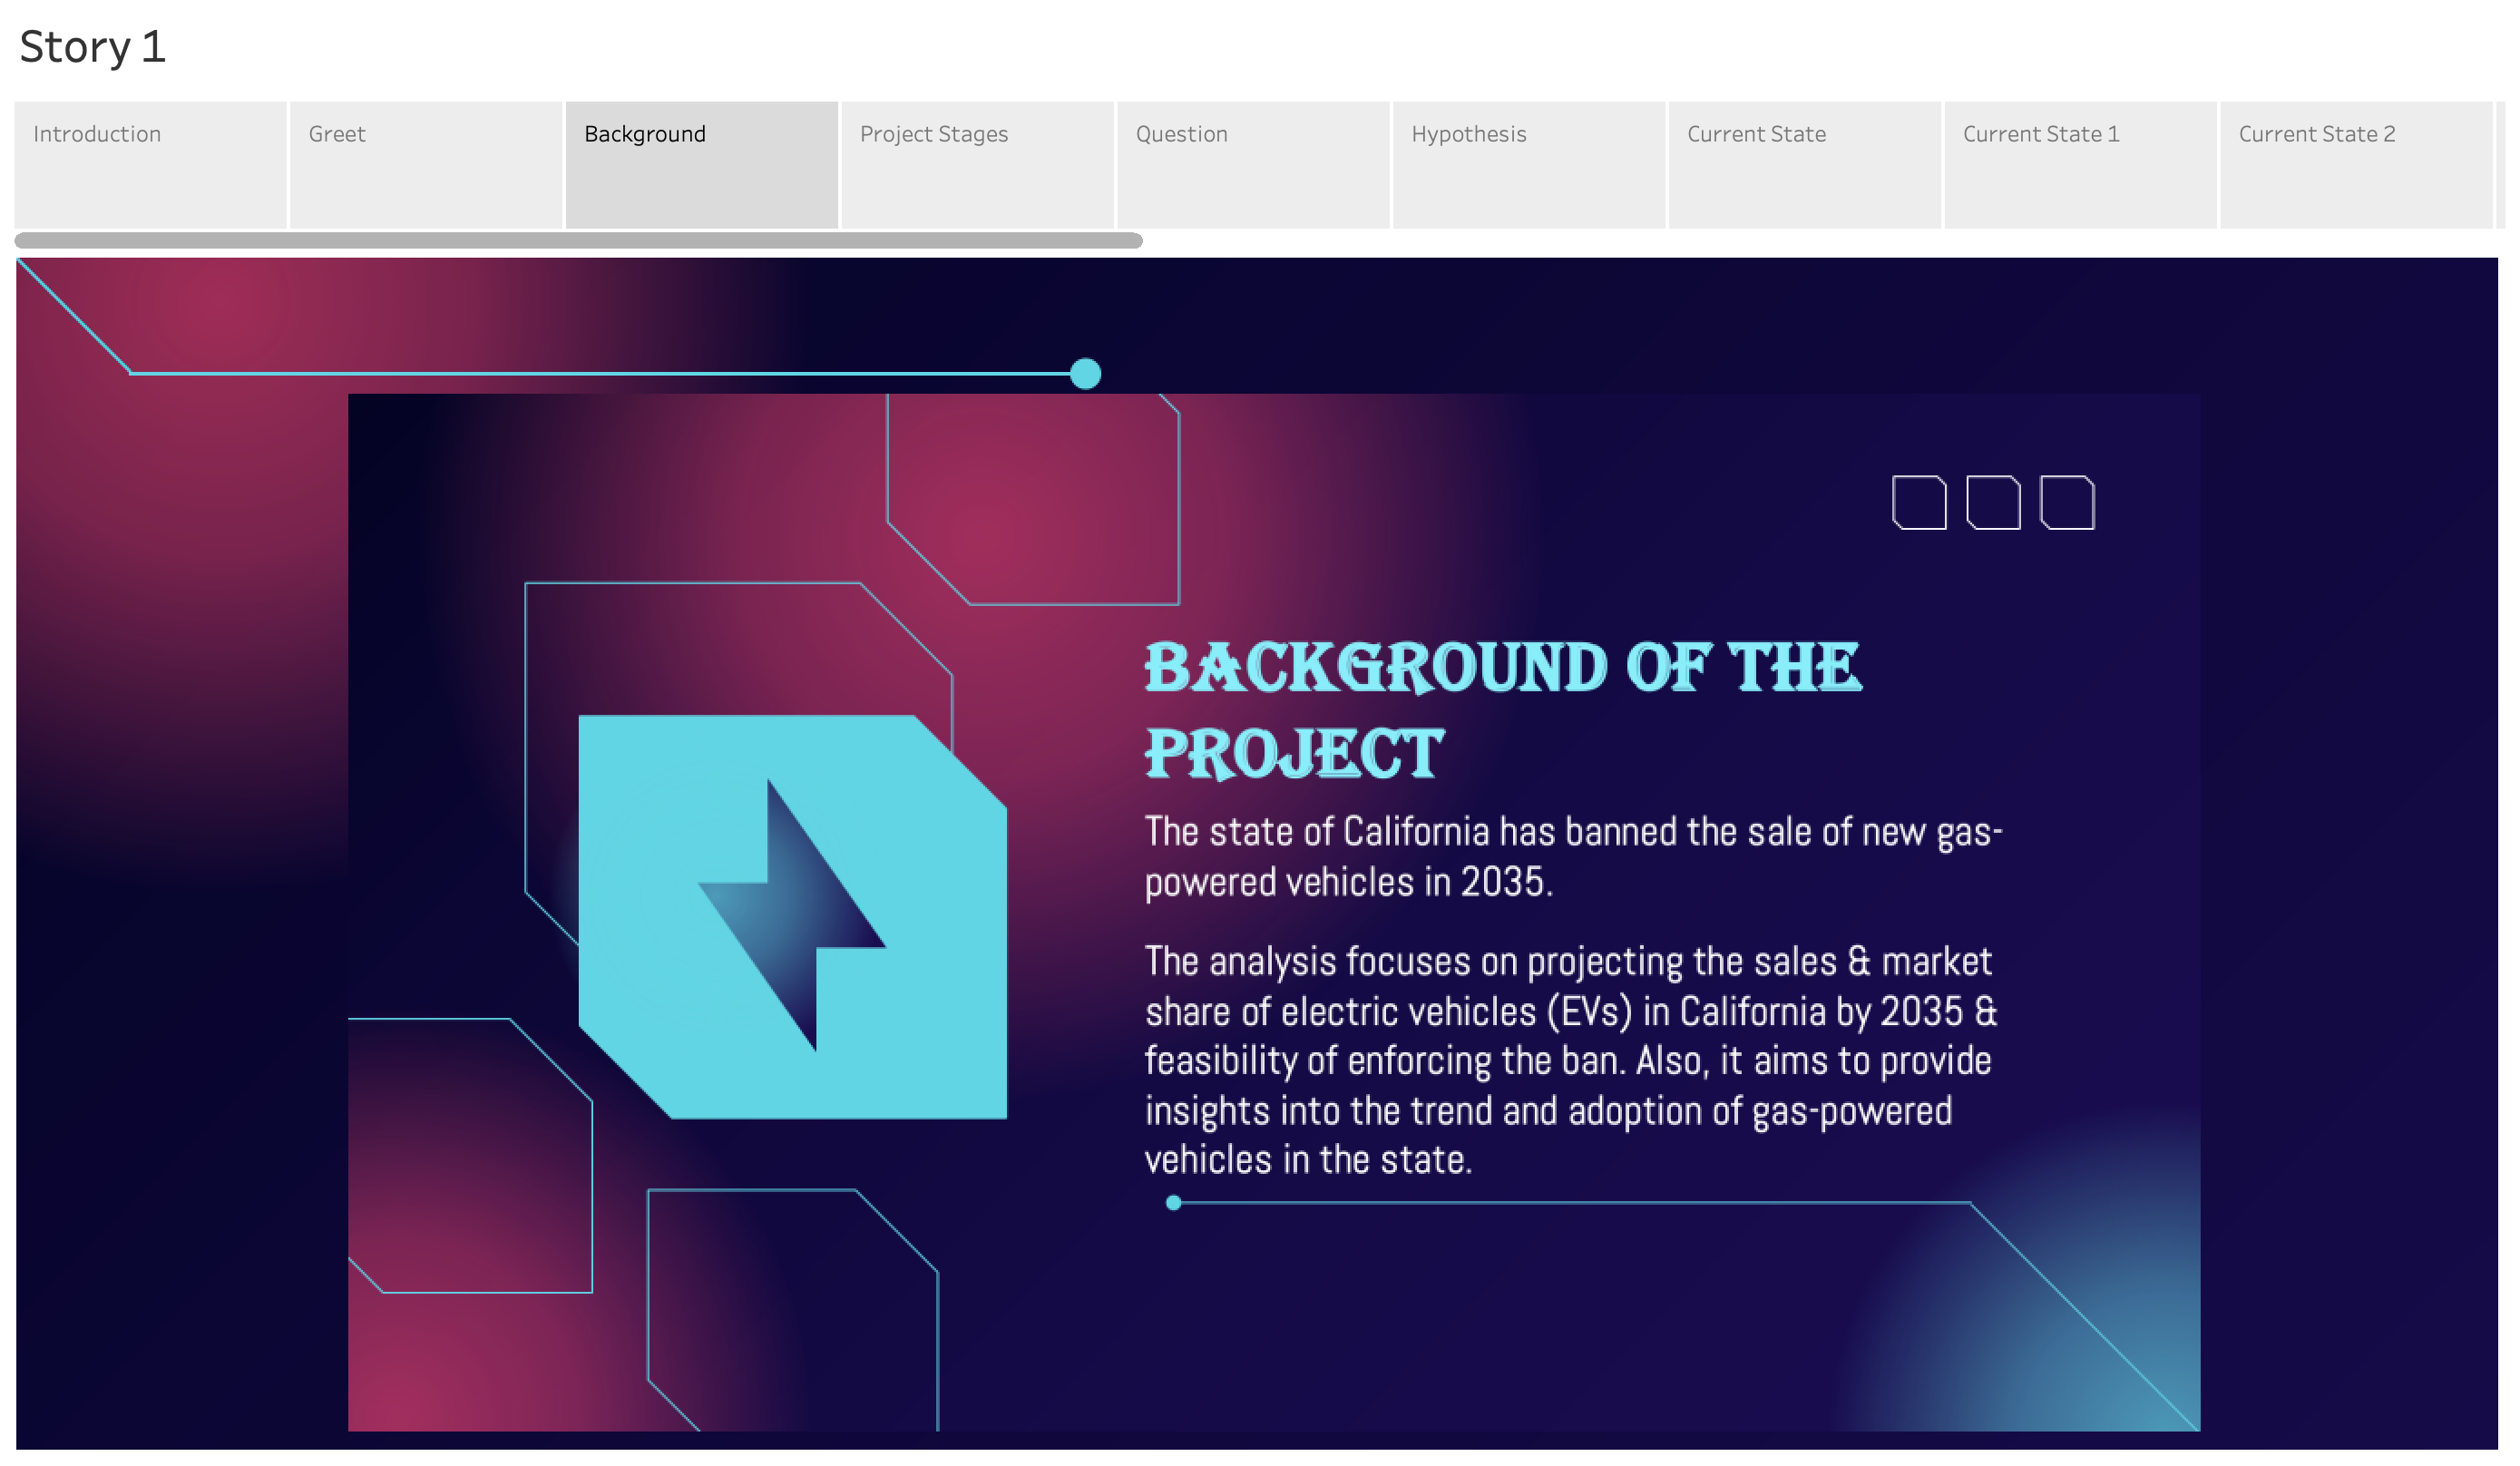 Story 1
Introduction
Greet
Background
Project Stages
Question
Hypothesis
Current State
Current State 1
Current State 2
BACKGROUND OF THE
PROJECT
The state of California has banned the sale of new gas-
powered vehicles in 2035.
The analysis focuses on projecting the sales & market
share of electric vehicles (EVs) in California by 2035 &
feasibility of enforcing the ban. Also, it aims to provide
insights into the trend and adoption of gas-powered
vehicles in the state.